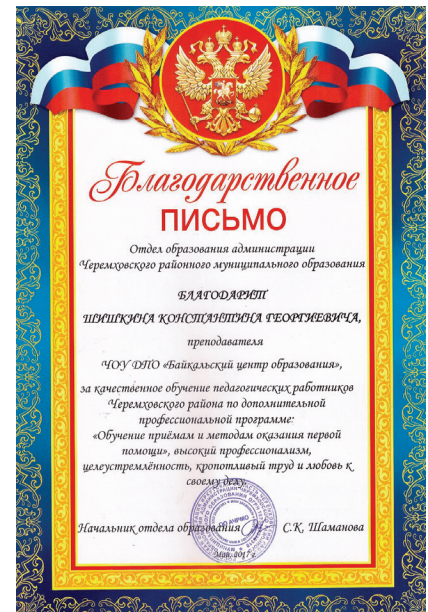 Благодарственное
ПИСЬМО
Отдел образования администрации
Черемховского районного муниципального образования
БЛАГОДАРИТ
ШИШКИНА КОНСТАНТИНА ГЕОРГИЕВИЧА,
преподавателя
ЧОУ ДПО «Байкальский центр образования»,
за качественное обучение педагогических работников
Черемховского района по дополнительной
профессиональной программе:
«Обучение приёмам и методам оказания первой
помощи», высокий профессионализм,
целеустремлённость, кропотливый труд и любовь к
своему делу.
Начальник отдела образования С.К. Шаманова
Май, 2017 г.